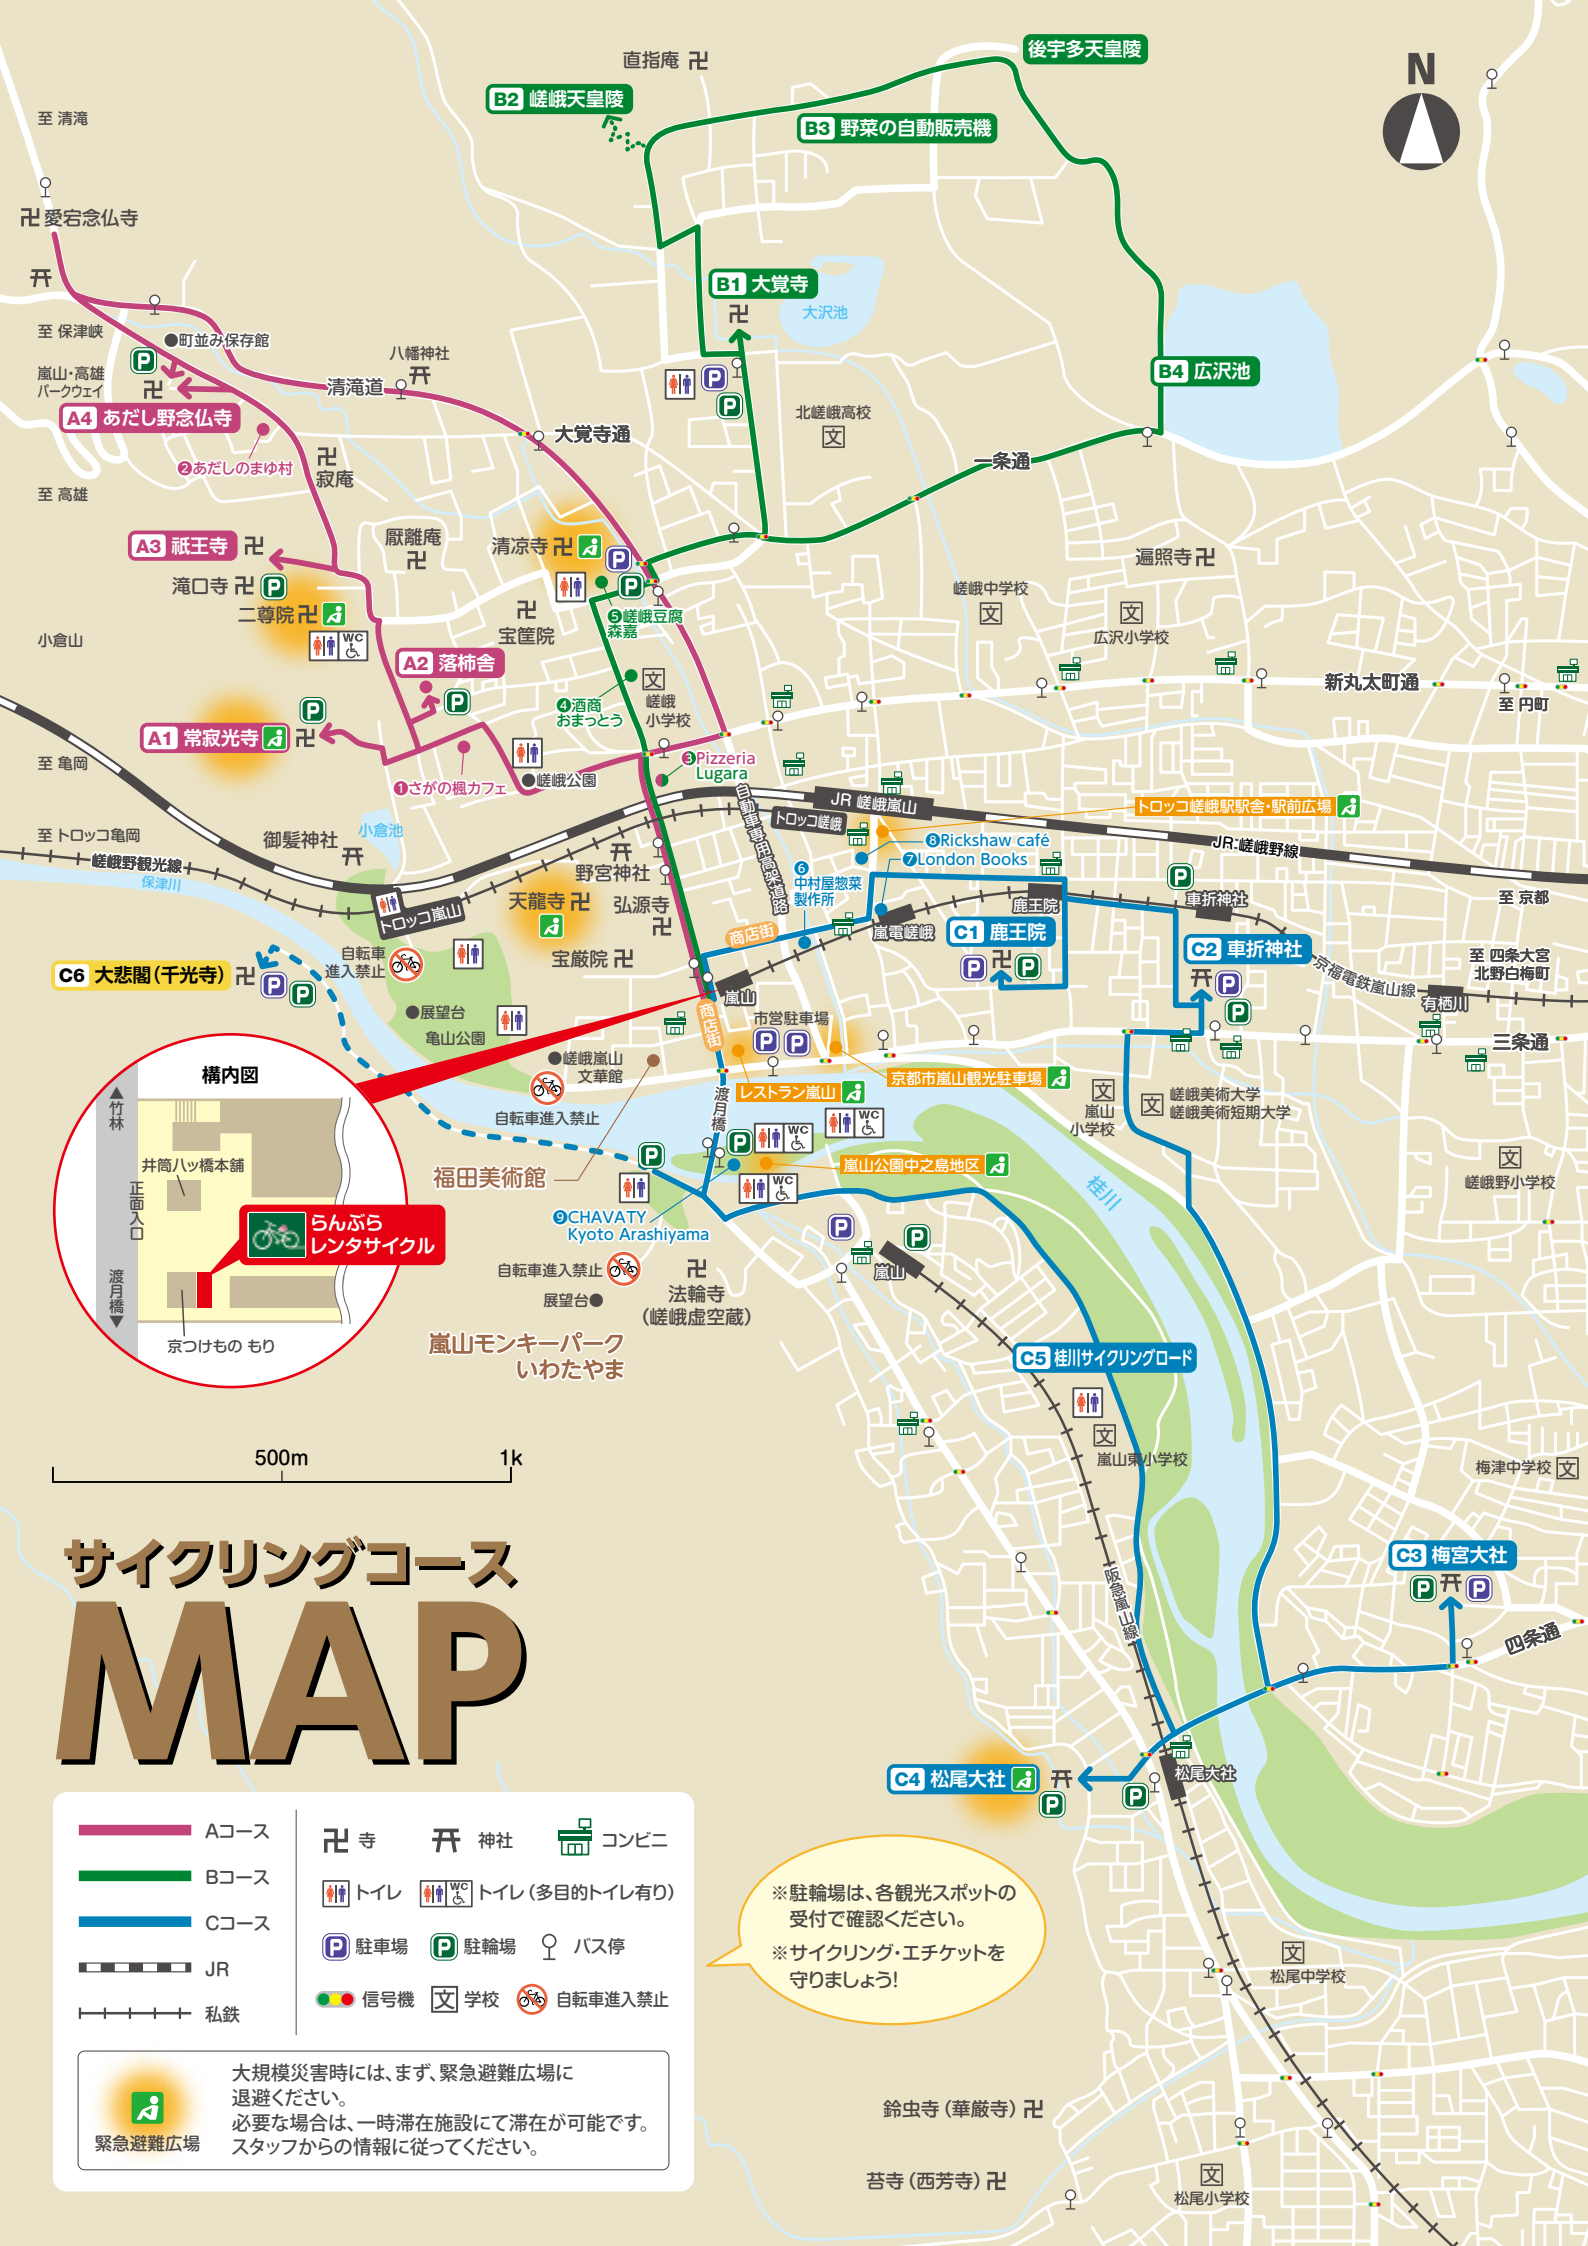 N
直指庵
後宇多天皇陵
B2 嵯峨天皇陵
B3 野菜の自動販売機
至 清滝
愛宕念仏寺
B1 大覚寺
大沢池
至 保津峡
町並み保存館
八幡神社
嵐山・高雄
パークウェイ
清滝道
B4 広沢池
A4 あだし野念仏寺
北嵯峨高校
文
大覚寺通
一条通
❷あだしのまゆ村
寂庵
至 高雄
A3 祇王寺
厭離庵
清凉寺
遍照寺
滝口寺
二尊院
嵯峨中学校
文
広沢小学校
文
宝筐院
❺嵯峨豆腐
森嘉
小倉山
WC
A2 落柿舎
❹酒商
おまっとう
文
嵯峨
小学校
新丸太町通
至 円町
A1 常寂光寺
至 亀岡
❶さがの楓カフェ
嵯峨公園
❸Pizzeria
Lugara
自動車専用高架道路
JR 嵯峨嵐山
トロッコ嵯峨
トロッコ嵯峨駅駅舎・駅前広場
至 トロッコ亀岡
御髪神社
小倉池
❽Rickshaw café
❼London Books
JR嵯峨野線
嵯峨野観光線
保津川
野宮神社
❻
中村屋惣菜
製作所
天龍寺
弘源寺
トロッコ嵐山
鹿王院
車折神社
至 京都
商店街
嵐電嵯峨
C1 鹿王院
C2 車折神社
C6 大悲閣（千光寺）
自転車
進入禁止
宝厳院
嵐山
至 四条大宮
北野白梅町
京福電鉄嵐山線
有栖川
展望台
亀山公園
商店街
市営駐車場
三条通
嵯峨嵐山
文華館
自転車進入禁止
レストラン嵐山
京都市嵐山観光駐車場
渡月橋
文
嵐山
小学校
文
嵯峨美術大学
嵯峨美術短期大学
WC
WC
WC
嵐山公園中之島地区
福田美術館
桂川
文
嵯峨野小学校
❾CHAVATY
Kyoto Arashiyama
自転車進入禁止
展望台
法輪寺
（嵯峨虚空蔵）
嵐山
嵐山モンキーパーク
いわたやま
構内図
竹林
井筒八ッ橋本舗
正面入口
らんぶら
レンタサイクル
渡月橋
京つけもの もり
C5 桂川サイクリングロード
文
嵐山東小学校
500m
1k
梅津中学校 文
サイクリングコース
MAP
C3 梅宮大社
阪急嵐山線
四条通
C4 松尾大社
松尾大社
Aコース
Bコース
Cコース
JR
私鉄
寺
神社
コンビニ
トイレ
WC
トイレ（多目的トイレ有り）
P 駐車場
P 駐輪場
バス停
信号機
文 学校
自転車進入禁止
緊急避難広場
大規模災害時には、まず、緊急避難広場に
退避ください。
必要な場合は、一時滞在施設にて滞在が可能です。
スタッフからの情報に従ってください。
※駐輪場は、各観光スポットの
受付で確認ください。
※サイクリング・エチケットを
守りましょう!
文
松尾中学校
鈴虫寺（華厳寺）
苔寺（西芳寺）
文
松尾小学校